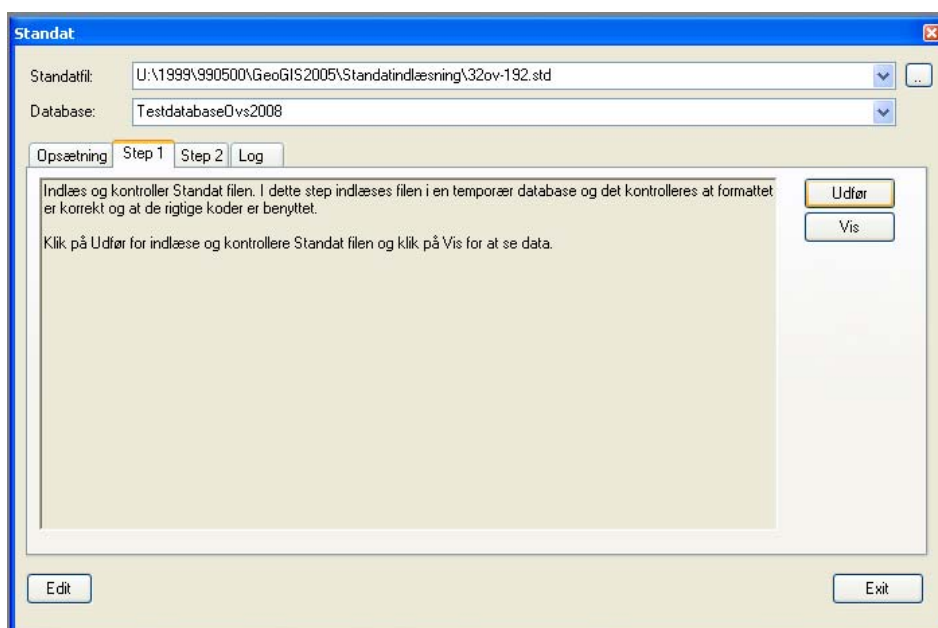 Standat
Standatfil: U:\1999\990500\GeoGIS2005\Standatindlæsning\32ov-192.std ..
Database: TestdatabaseOvs2008
Opsætning Step 1 Step 2 Log
Indlæs og kontroller Standat filen. I dette step indlæses filen i en temporær database og det kontrolleres at formattet
er korrekt og at de rigtige koder er benyttet.
Klik på Udfør for indlæse og kontrollere Standat filen og klik på Vis for at se data.
Udfør
Vis
Edit Exit